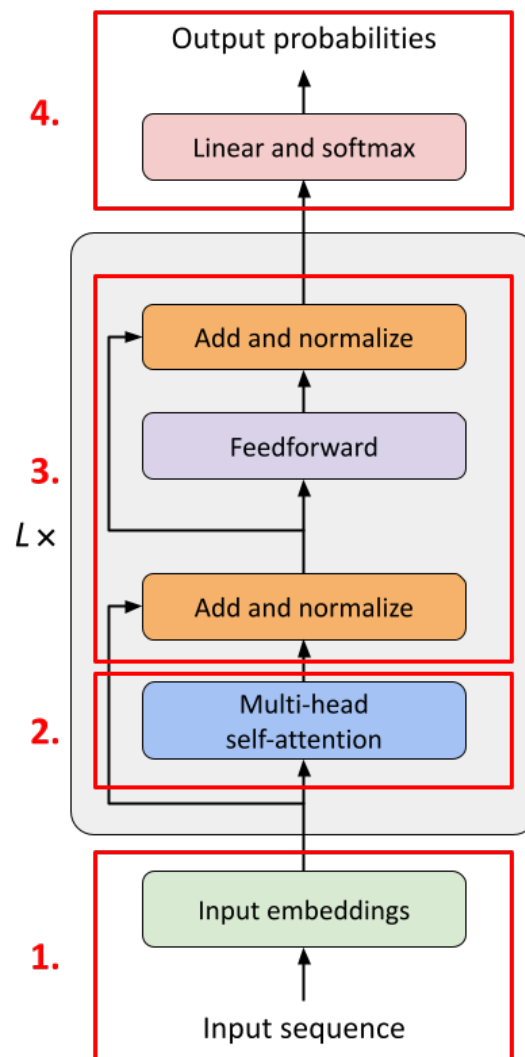 Output probabilities
4.
Linear and softmax
Add and normalize
Feedforward
3.
L ×
Add and normalize
Multi-head
self-attention
2.
Input embeddings
1.
Input sequence